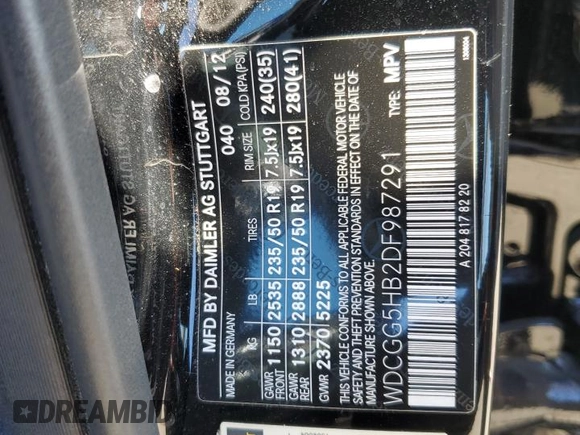 MFD BY DAIMLER AG STUTTGART
MADE IN GERMANY 040 08/12
KG LB TIRES RIM SIZE COLD KPA(PSI)
GAWR FRONT 1150 2535 235/50 R19 7.5Jx19 240(35)
GAWR REAR 1310 2888 235/50 R19 7.5Jx19 280(41)
GVWR 2370 5225
THIS VEHICLE CONFORMS TO ALL APPLICABLE FEDERAL MOTOR VEHICLE
SAFETY AND THEFT PREVENTION STANDARDS IN EFFECT ON THE DATE OF
MANUFACTURE SHOWN ABOVE.
WDCGG5HB2DF987291 TYPE: MPV
A 204 817 82 20
DREAMBID